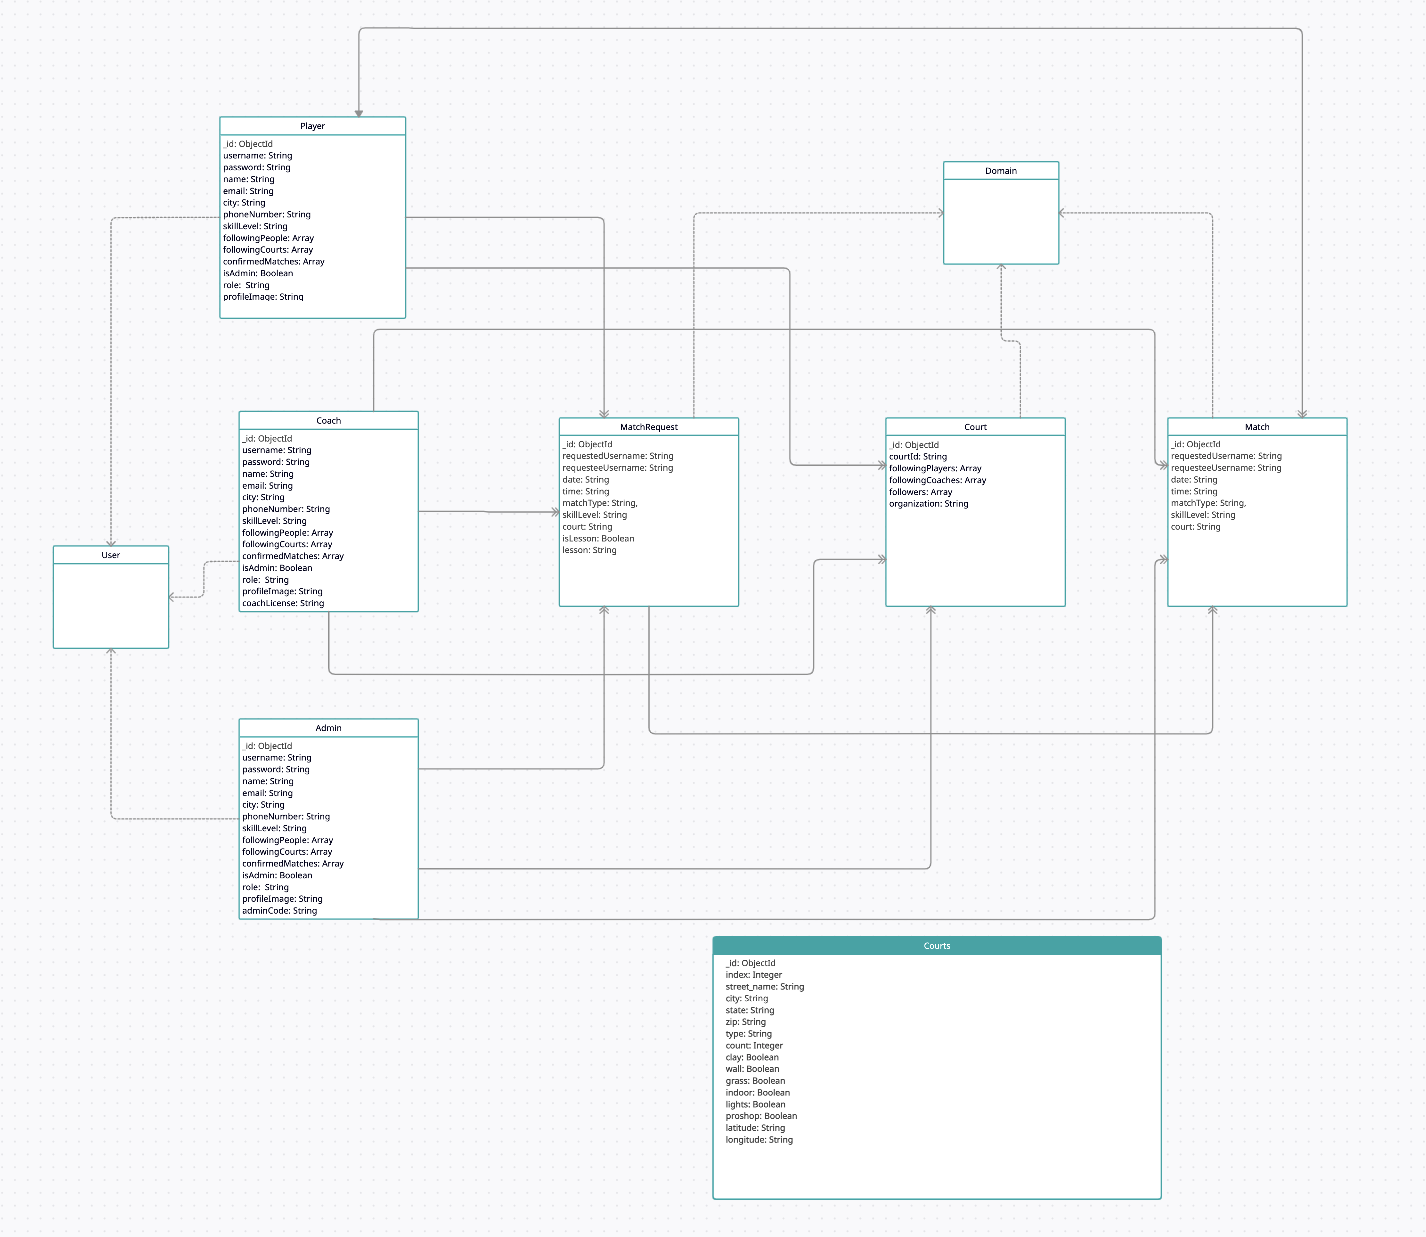 Player
_id: ObjectId
username: String
password: String
name: String
email: String
city: String
phoneNumber: String
skillLevel: String
followingPeople: Array
followingCourts: Array
confirmedMatches: Array
isAdmin: Boolean
role:  String
profileImage: String
Domain
Coach
_id: ObjectId
username: String
password: String
name: String
email: String
city: String
phoneNumber: String
skillLevel: String
followingPeople: Array
followingCourts: Array
confirmedMatches: Array
isAdmin: Boolean
role:  String
profileImage: String
coachLicense: String
MatchRequest
_id: ObjectId
requestedUsername: String
requesteeUsername: String
date: String
time: String
matchType: String,
skillLevel: String
court: String
isLesson: Boolean
lesson: String
Court
_id: ObjectId
courtId: String
followingPlayers: Array
followingCoaches: Array
followers: Array
organization: String
Match
_id: ObjectId
requestedUsername: String
requesteeUsername: String
date: String
time: String
matchType: String,
skillLevel: String
court: String
User
Admin
_id: ObjectId
username: String
password: String
name: String
email: String
city: String
phoneNumber: String
skillLevel: String
followingPeople: Array
followingCourts: Array
confirmedMatches: Array
isAdmin: Boolean
role:  String
profileImage: String
adminCode: String
Courts
_id: ObjectId
index: Integer
street_name: String
city: String
state: String
zip: String
type: String
count: Integer
clay: Boolean
wall: Boolean
grass: Boolean
indoor: Boolean
lights: Boolean
proshop: Boolean
latitude: String
longitude: String